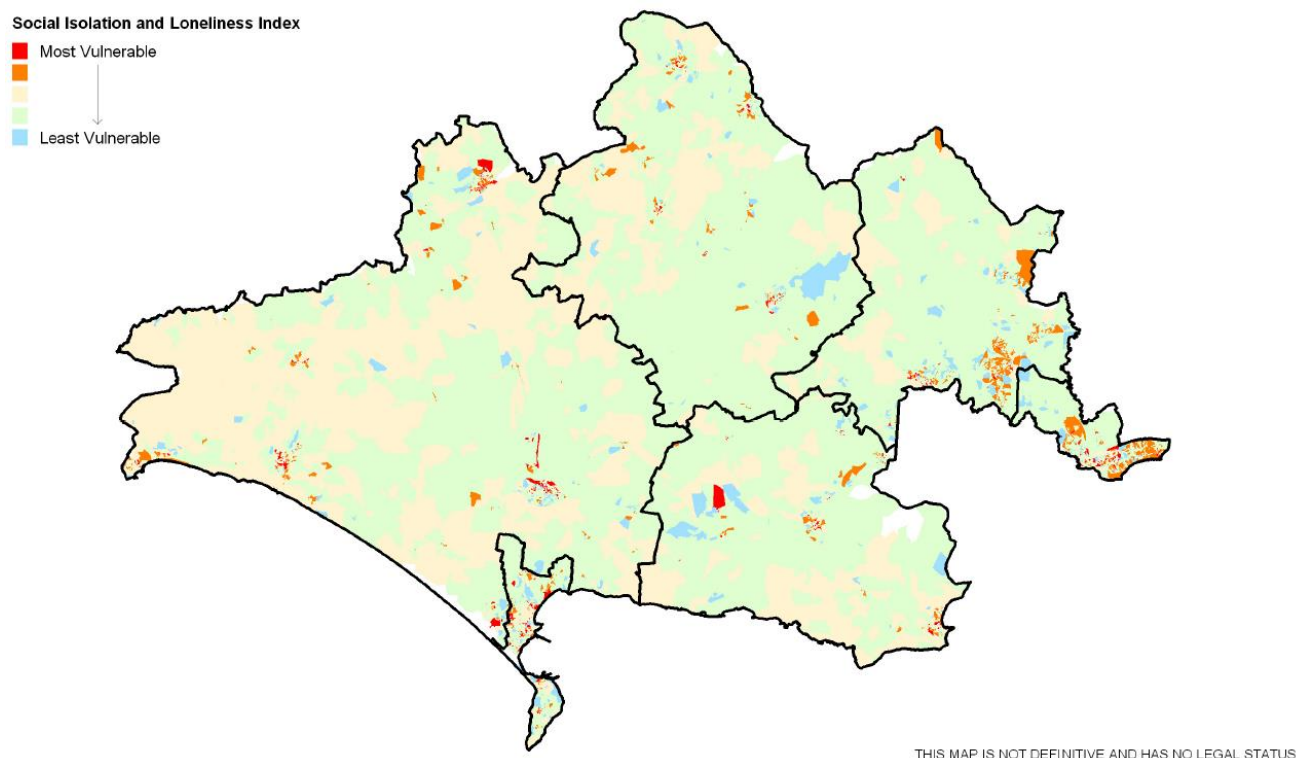 Social Isolation and Loneliness Index
Most Vulnerable
Least Vulnerable
THIS MAP IS NOT DEFINITIVE AND HAS NO LEGAL STATUS